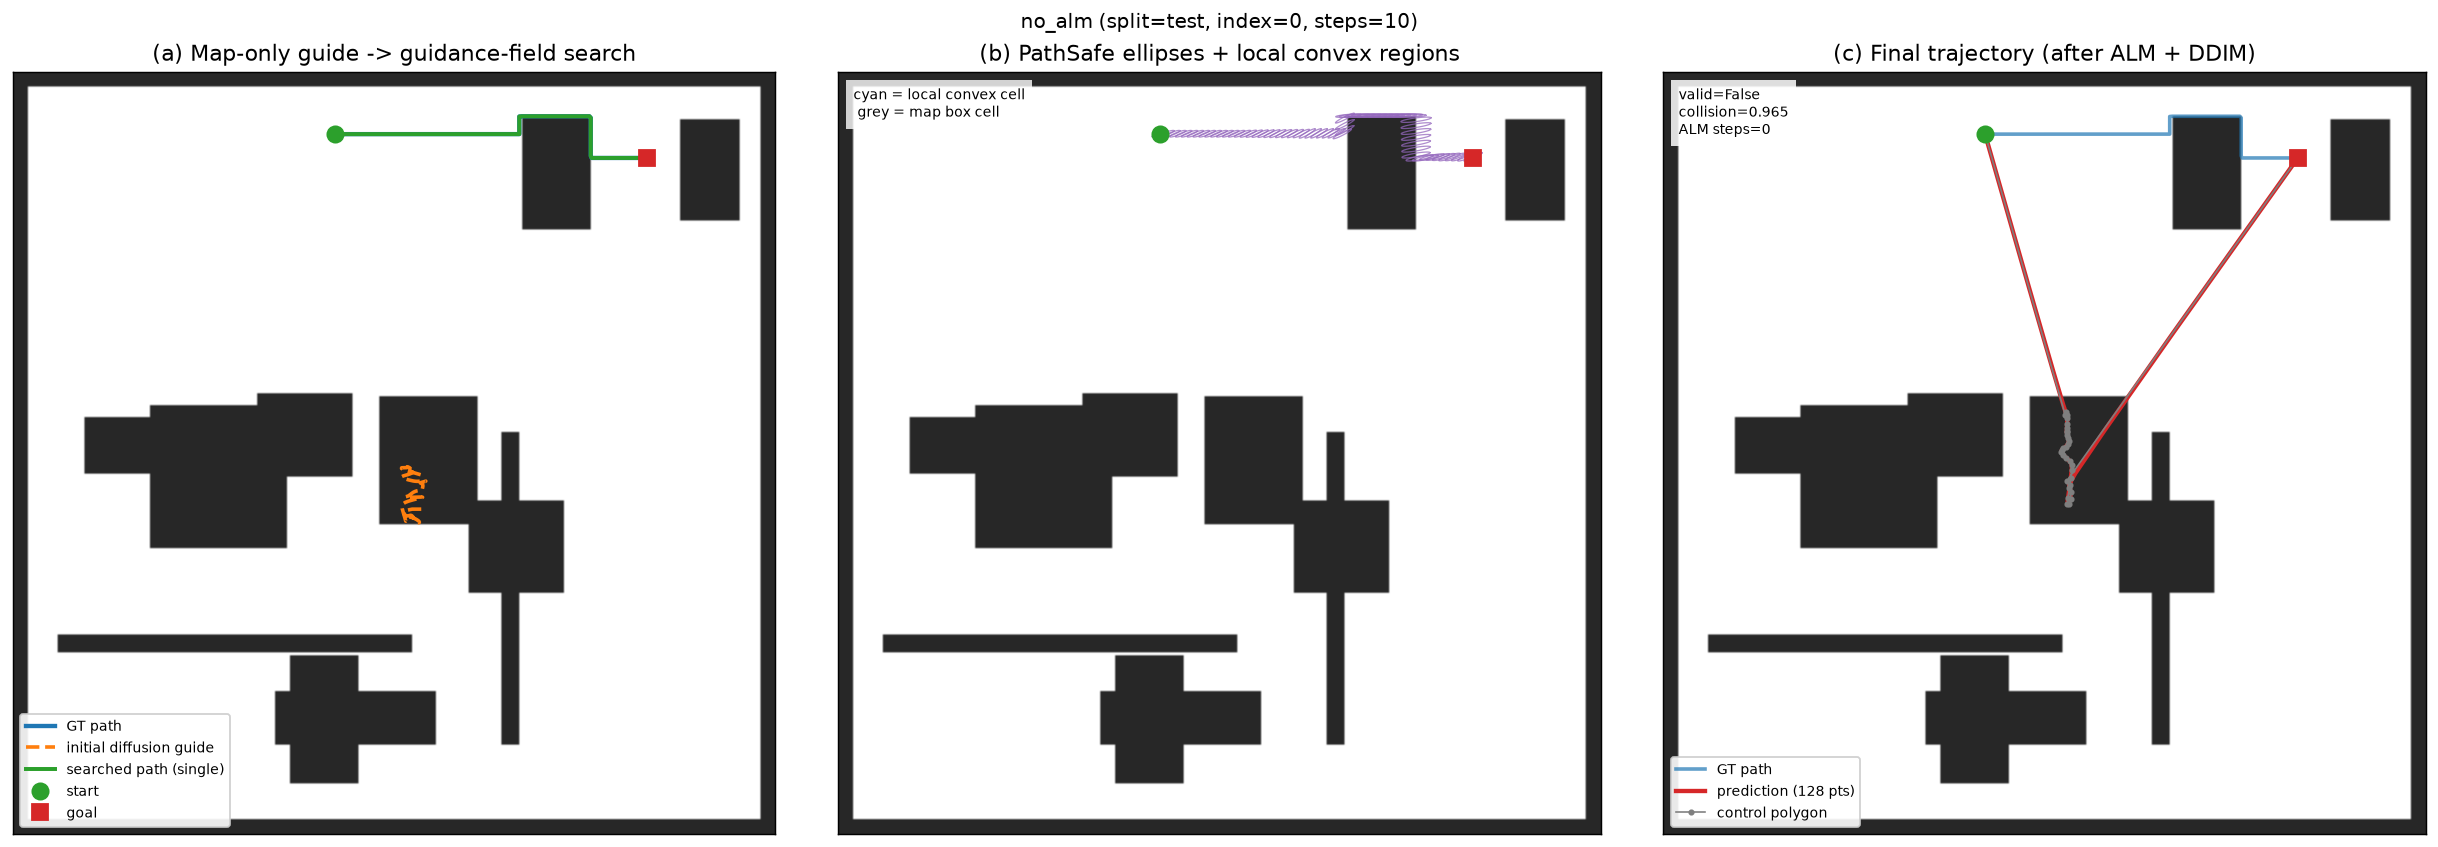 no_alm (split=test, index=0, steps=10)
(a) Map-only guide -> guidance-field search
GT path
initial diffusion guide
searched path (single)
start
goal
(b) PathSafe ellipses + local convex regions
cyan = local convex cell
grey = map box cell
(c) Final trajectory (after ALM + DDIM)
valid=False
collision=0.965
ALM steps=0
GT path
prediction (128 pts)
control polygon